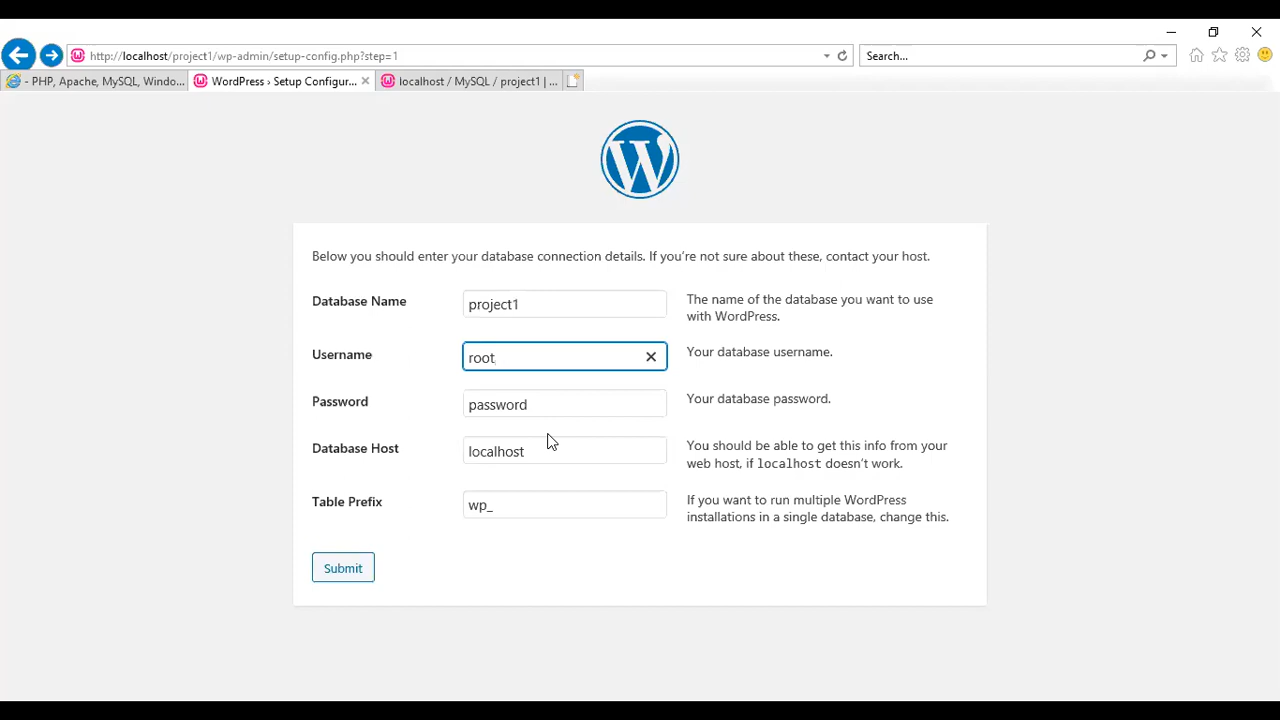 http://localhost/project1/wp-admin/setup-config.php?step=1
Search...
- PHP, Apache, MySQL, Windo...
WordPress › Setup Configur...
localhost / MySQL / project1 | ...
W
Below you should enter your database connection details. If you're not sure about these, contact your host.
Database Name
project1
The name of the database you want to use
with WordPress.
Username
root
Your database username.
Password
password
Your database password.
Database Host
localhost
You should be able to get this info from your
web host, if localhost doesn't work.
Table Prefix
wp_
If you want to run multiple WordPress
installations in a single database, change this.
Submit